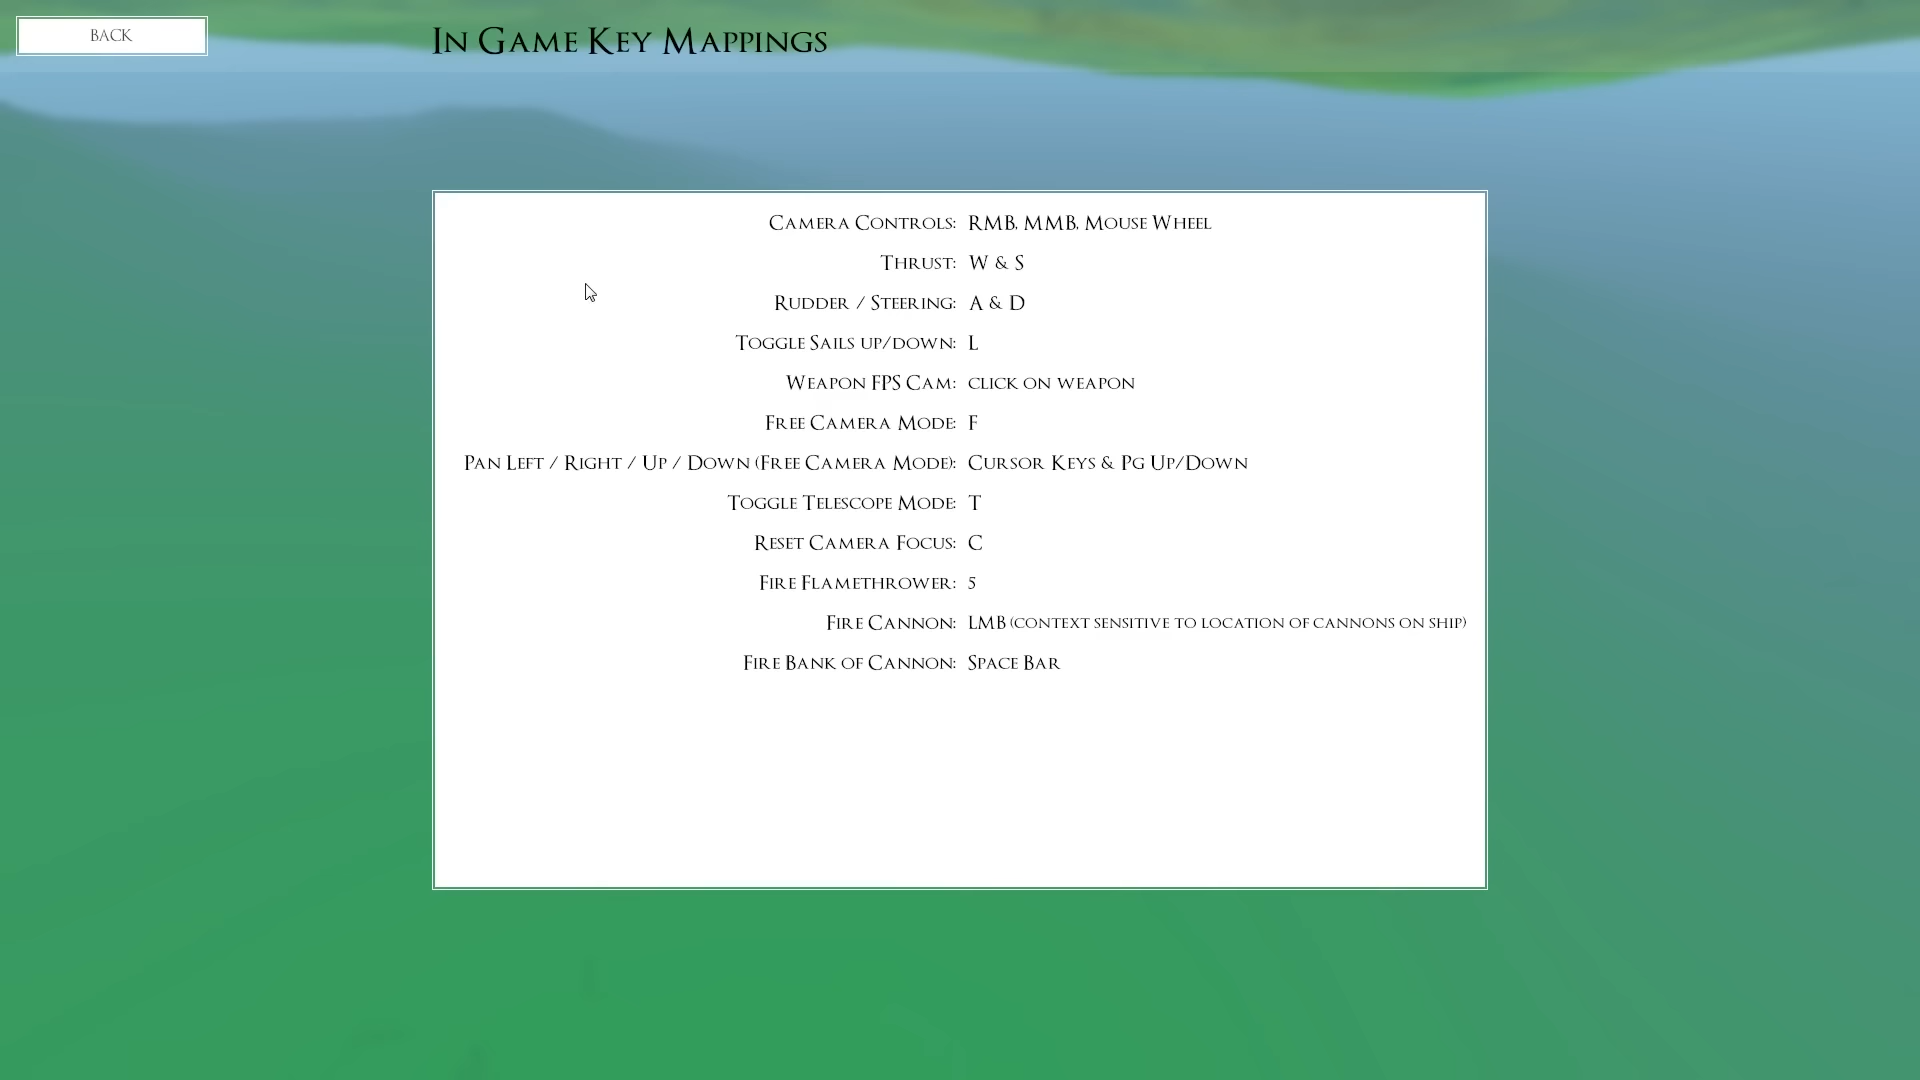 BACK
In Game Key Mappings
Camera Controls: RMB, MMB, Mouse Wheel
Thrust: W & S
Rudder / Steering: A & D
Toggle Sails up/down: L
Weapon FPS Cam: click on weapon
Free Camera Mode: F
Pan Left / Right / Up / Down (Free Camera Mode): Cursor Keys & Pg Up/Down
Toggle Telescope Mode: T
Reset Camera Focus: C
Fire Flamethrower: 5
Fire Cannon: LMB (context sensitive to location of cannons on ship)
Fire Bank of Cannon: Space Bar